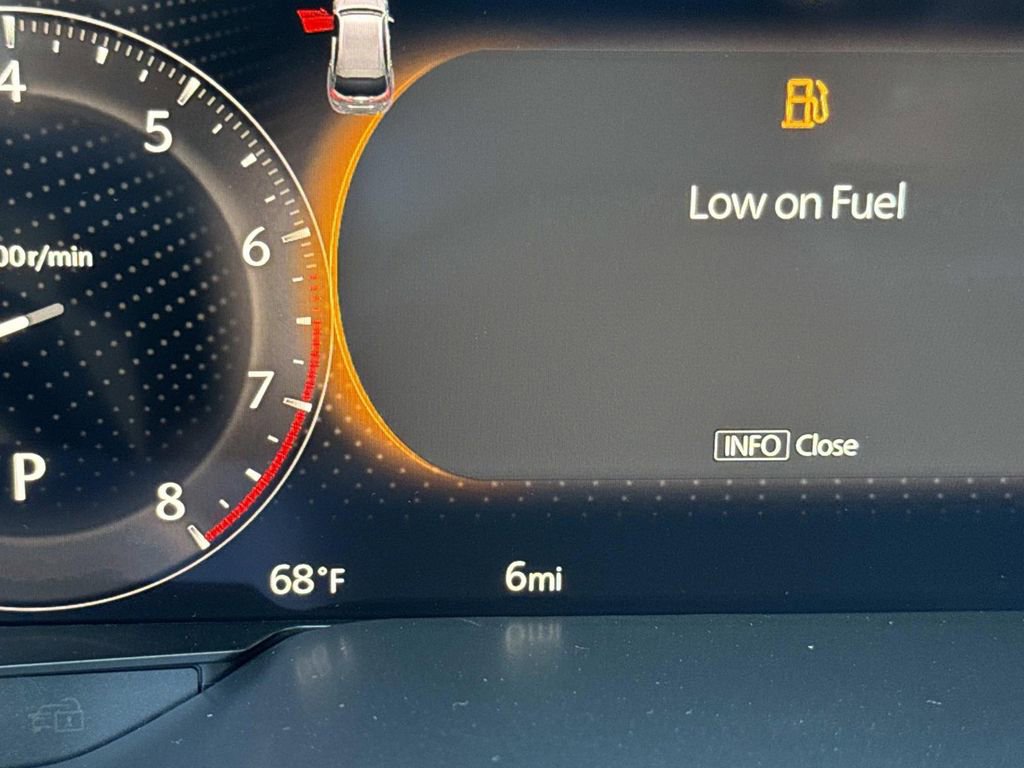 4
5
6
00r/min
7
P
8
Low on Fuel
INFO Close
68°F
6mi